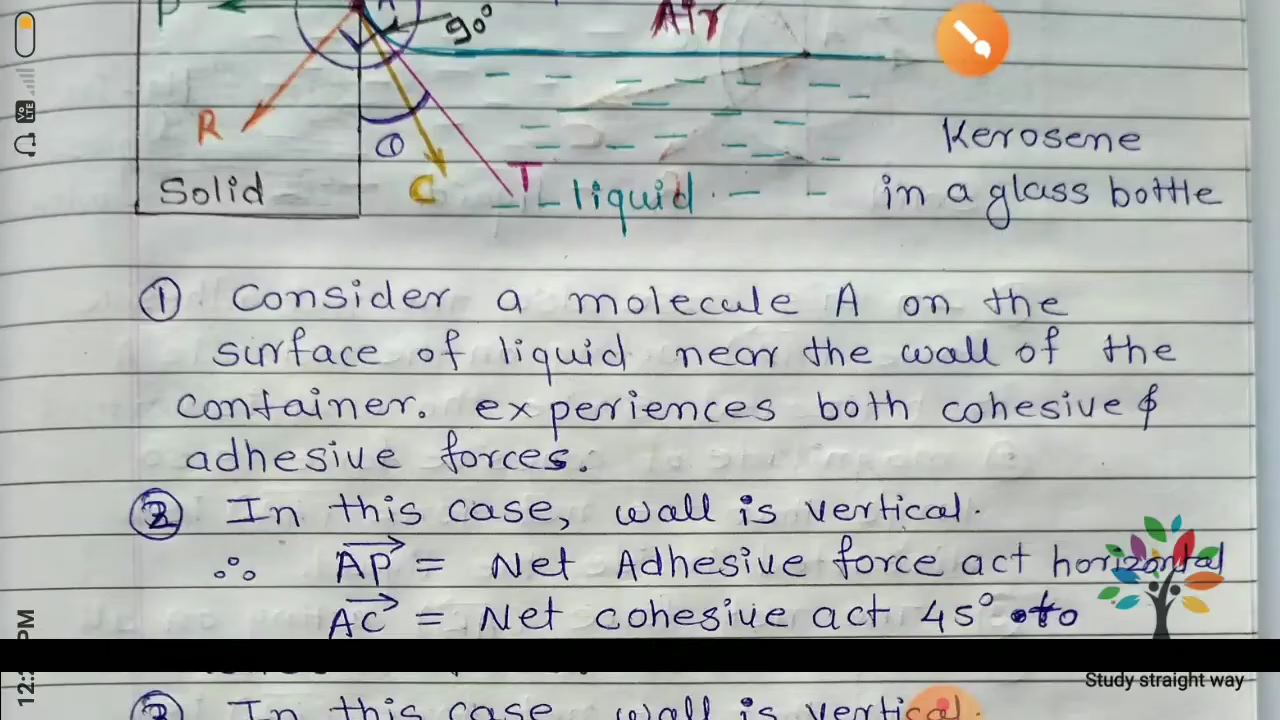 P A 90° Air
R θ Kerosene
Solid C T liquid in a glass bottle
① Consider a molecule A on the
surface of liquid near the wall of the
container. experiences both cohesive &
adhesive forces.
② In this case, wall is vertical.
∴ AP = Net Adhesive force act horizontal
AC = Net cohesive act 45° to
Study straight way
② In this case, wall is vertical.